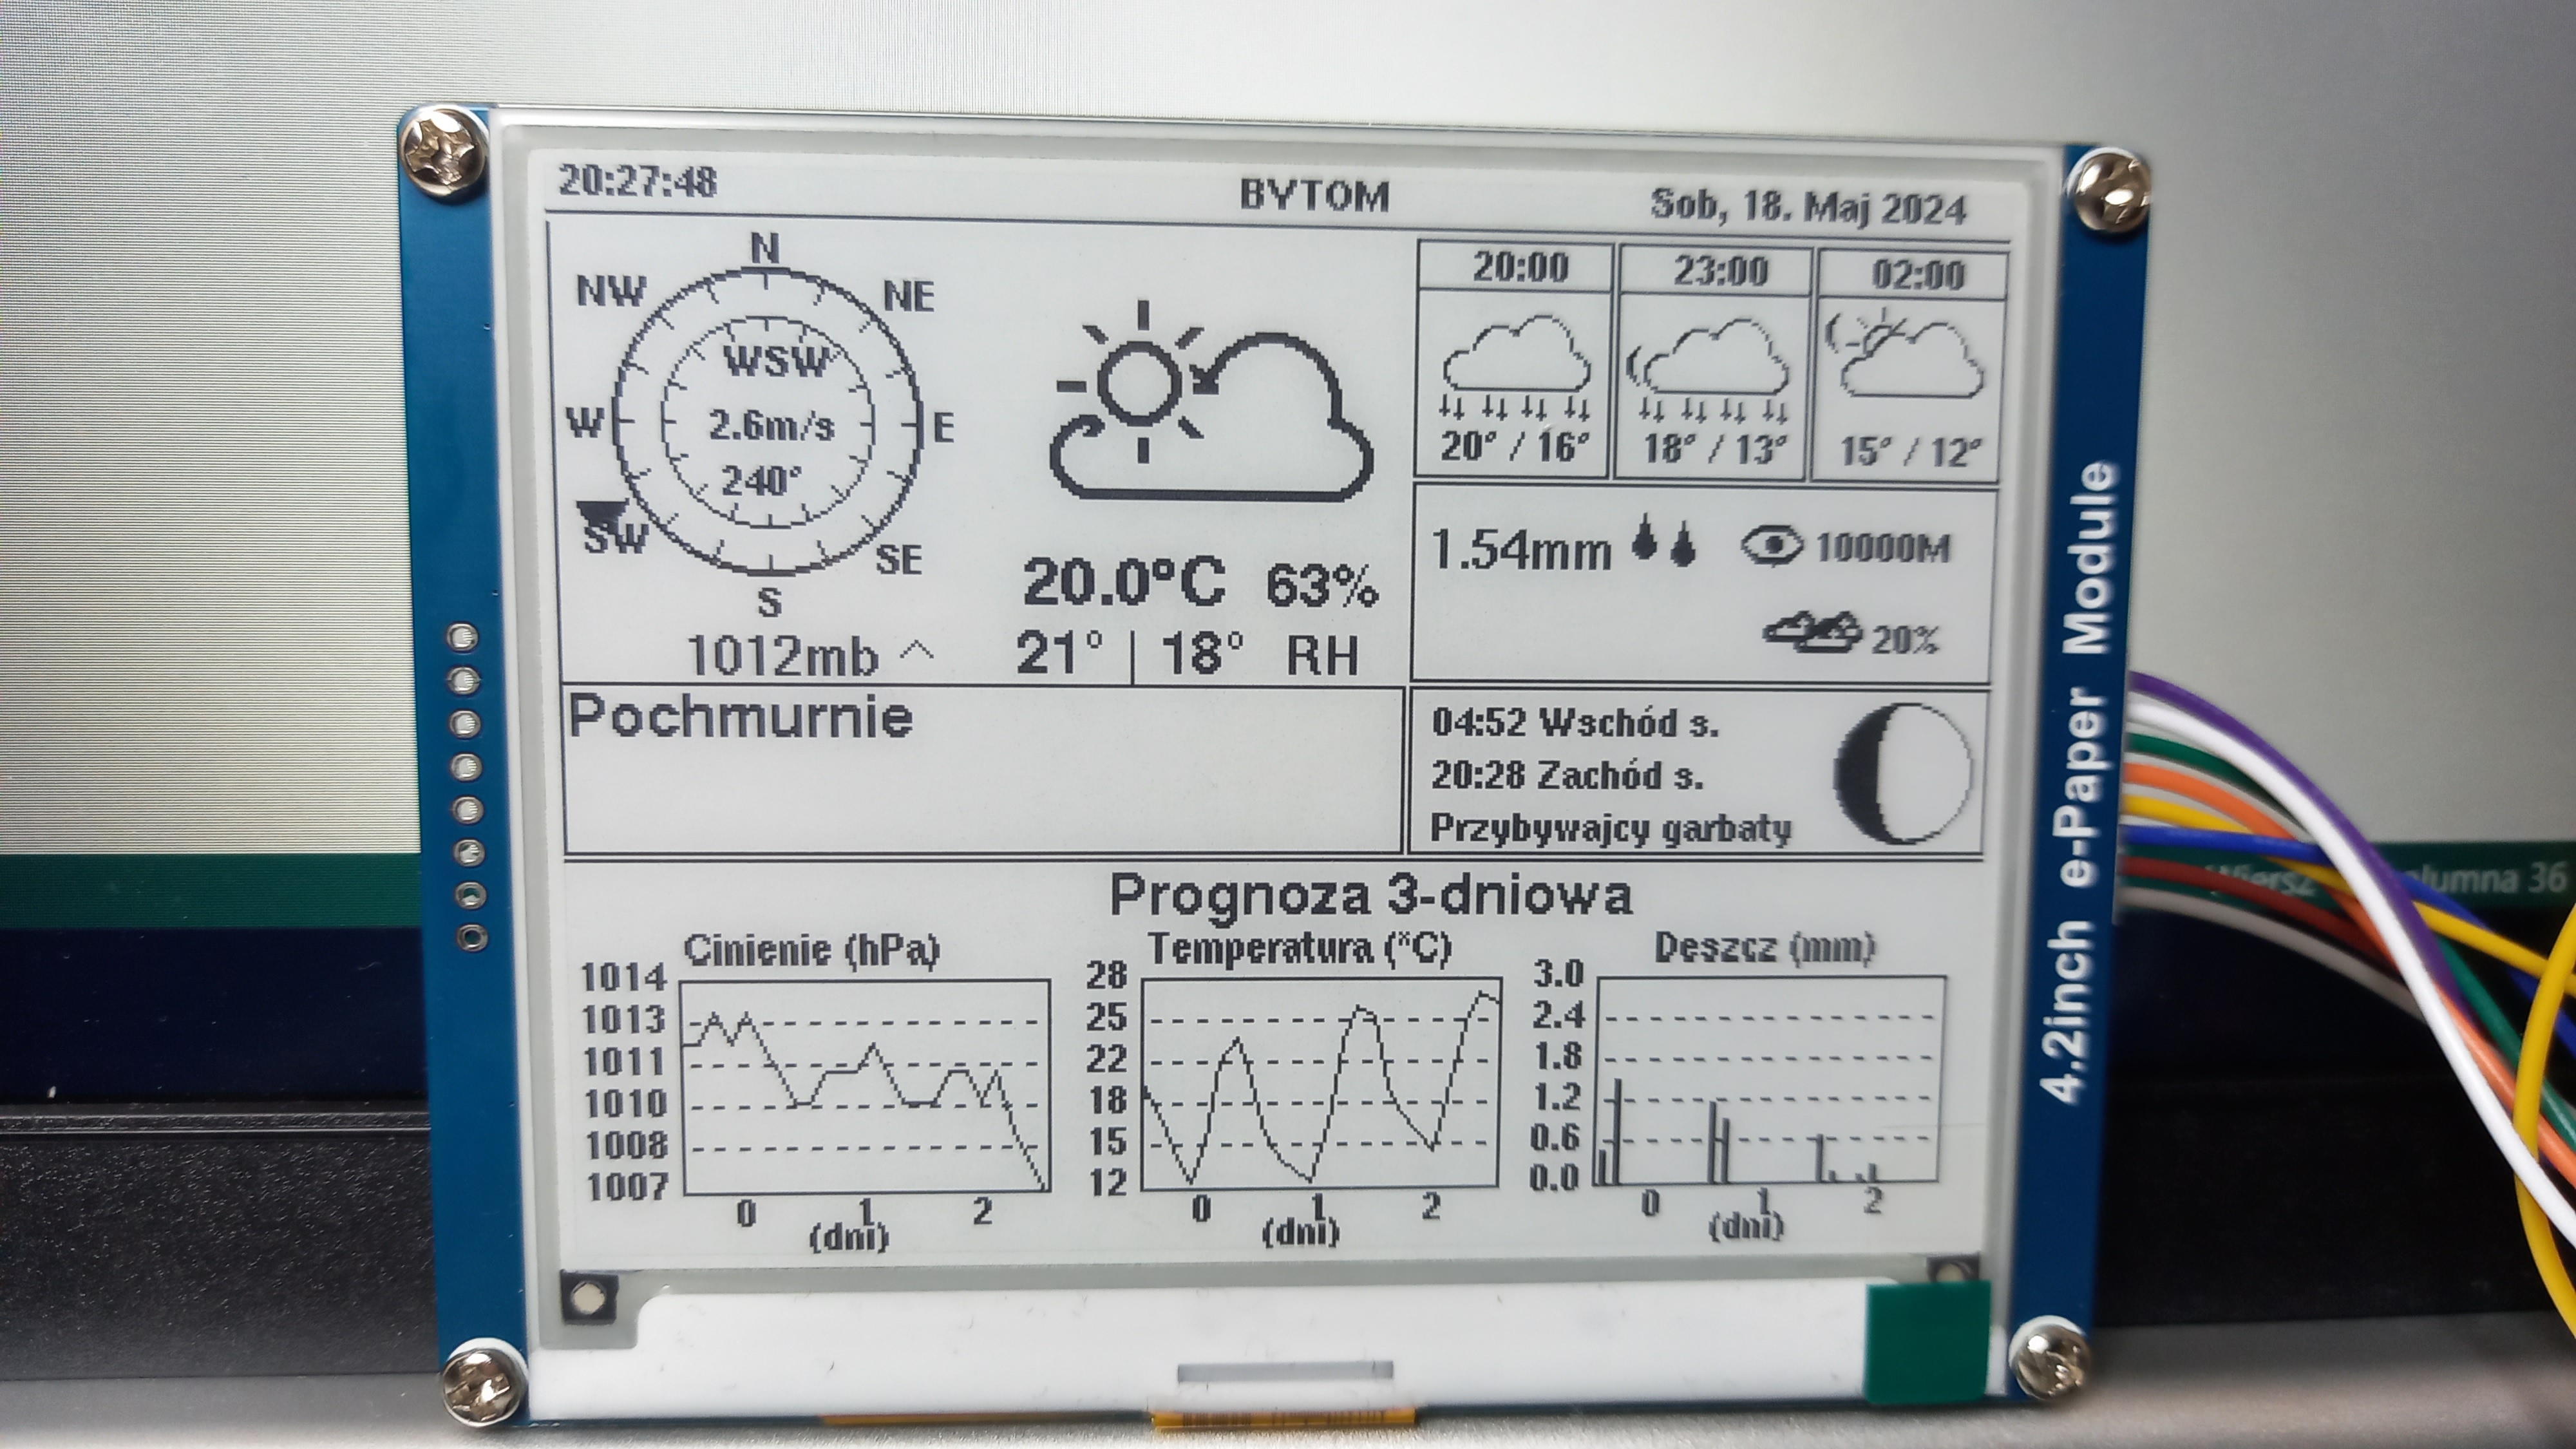 20:27:48
BYTOM
Sob, 18. Maj 2024
N
NW
NE
WSW
W
2.6m/s
E
240°
SW
SE
S
1012mb
20.0°C 63%
21° | 18° RH
20:00
23:00
02:00
20° / 16°
18° / 13°
15° / 12°
1.54mm
10000M
20%
Pochmurnie
04:52 Wschód s.
20:28 Zachód s.
Przybywajcy garbaty
Prognoza 3-dniowa
Cinienie (hPa)
1014
1013
1011
1010
1008
1007
0 1 2
(dni)
Temperatura (°C)
28
25
22
18
15
12
0 1 2
(dni)
Deszcz (mm)
3.0
2.4
1.8
1.2
0.6
0.0
0 1 2
(dni)
4.2inch e-Paper Module
Wiersz
olumna 36